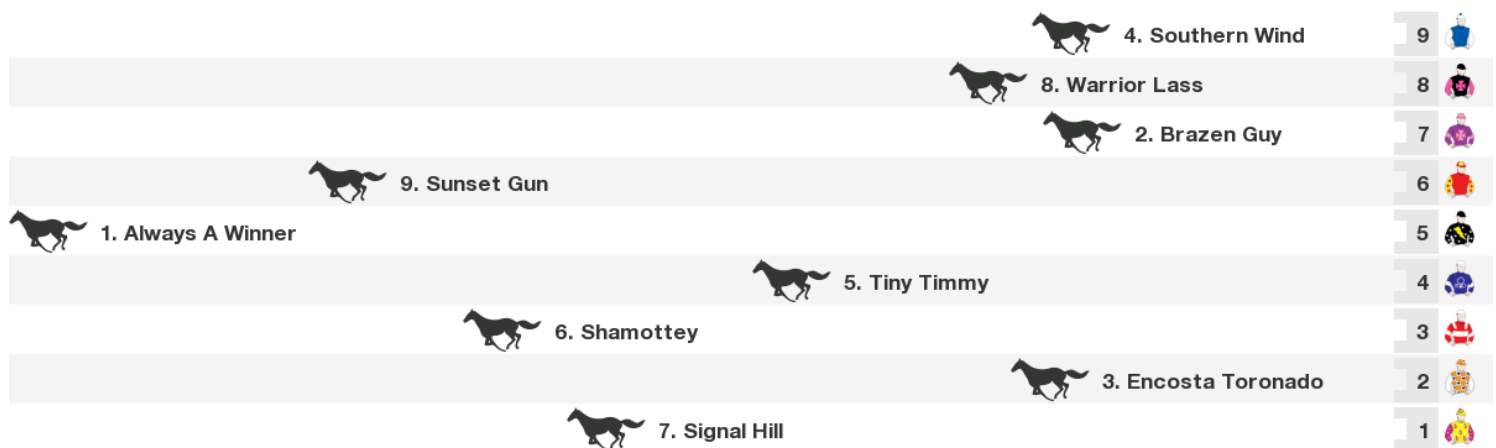 4. Southern Wind 9
8. Warrior Lass 8
2. Brazen Guy 7
9. Sunset Gun 6
1. Always A Winner 5
5. Tiny Timmy 4
6. Shamottey 3
3. Encosta Toronado 2
7. Signal Hill 1